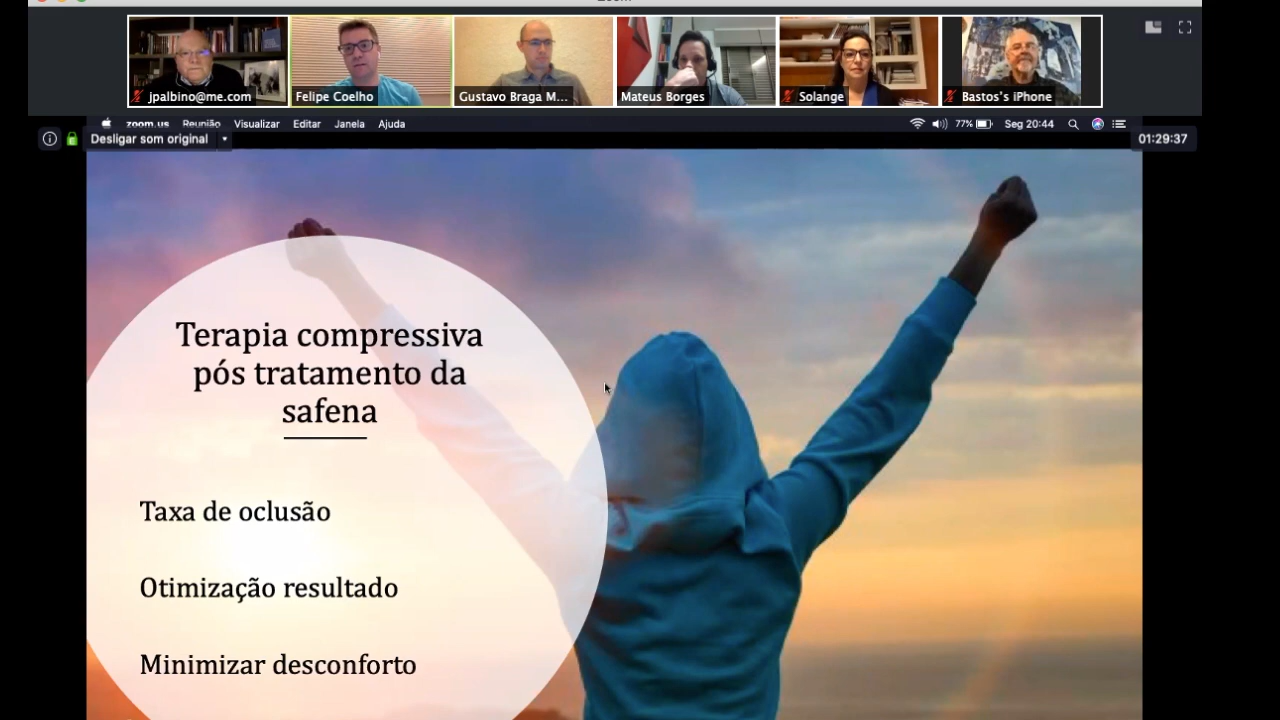 jpalbino@me.com
Felipe Coelho
Gustavo Braga M...
Mateus Borges
Solange
Bastos's iPhone
zoom.us Reunião Visualizar Editar Janela Ajuda
77%
Seg 20:44
Desligar som original
01:29:37
Terapia compressiva
pós tratamento da
safena
Taxa de oclusão
Otimização resultado
Minimizar desconforto